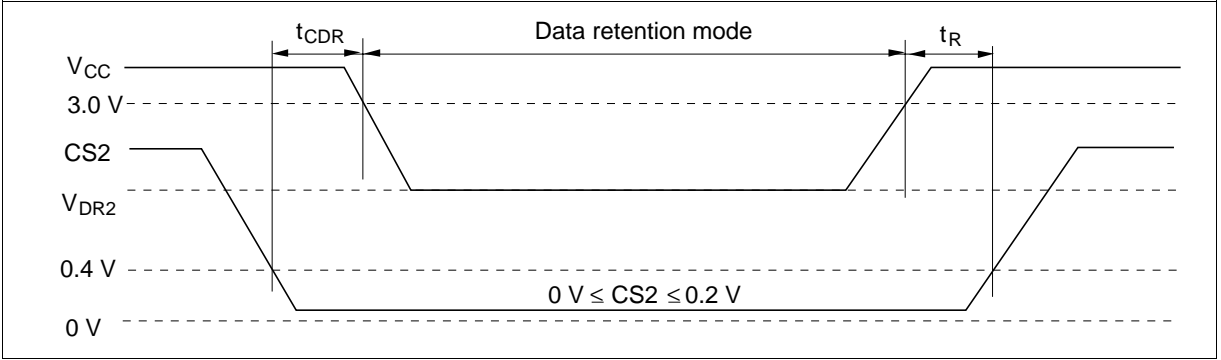 tCDR
Data retention mode
tR
VCC
3.0 V
CS2
VDR2
0.4 V
0 V ≤ CS2 ≤ 0.2 V
0 V